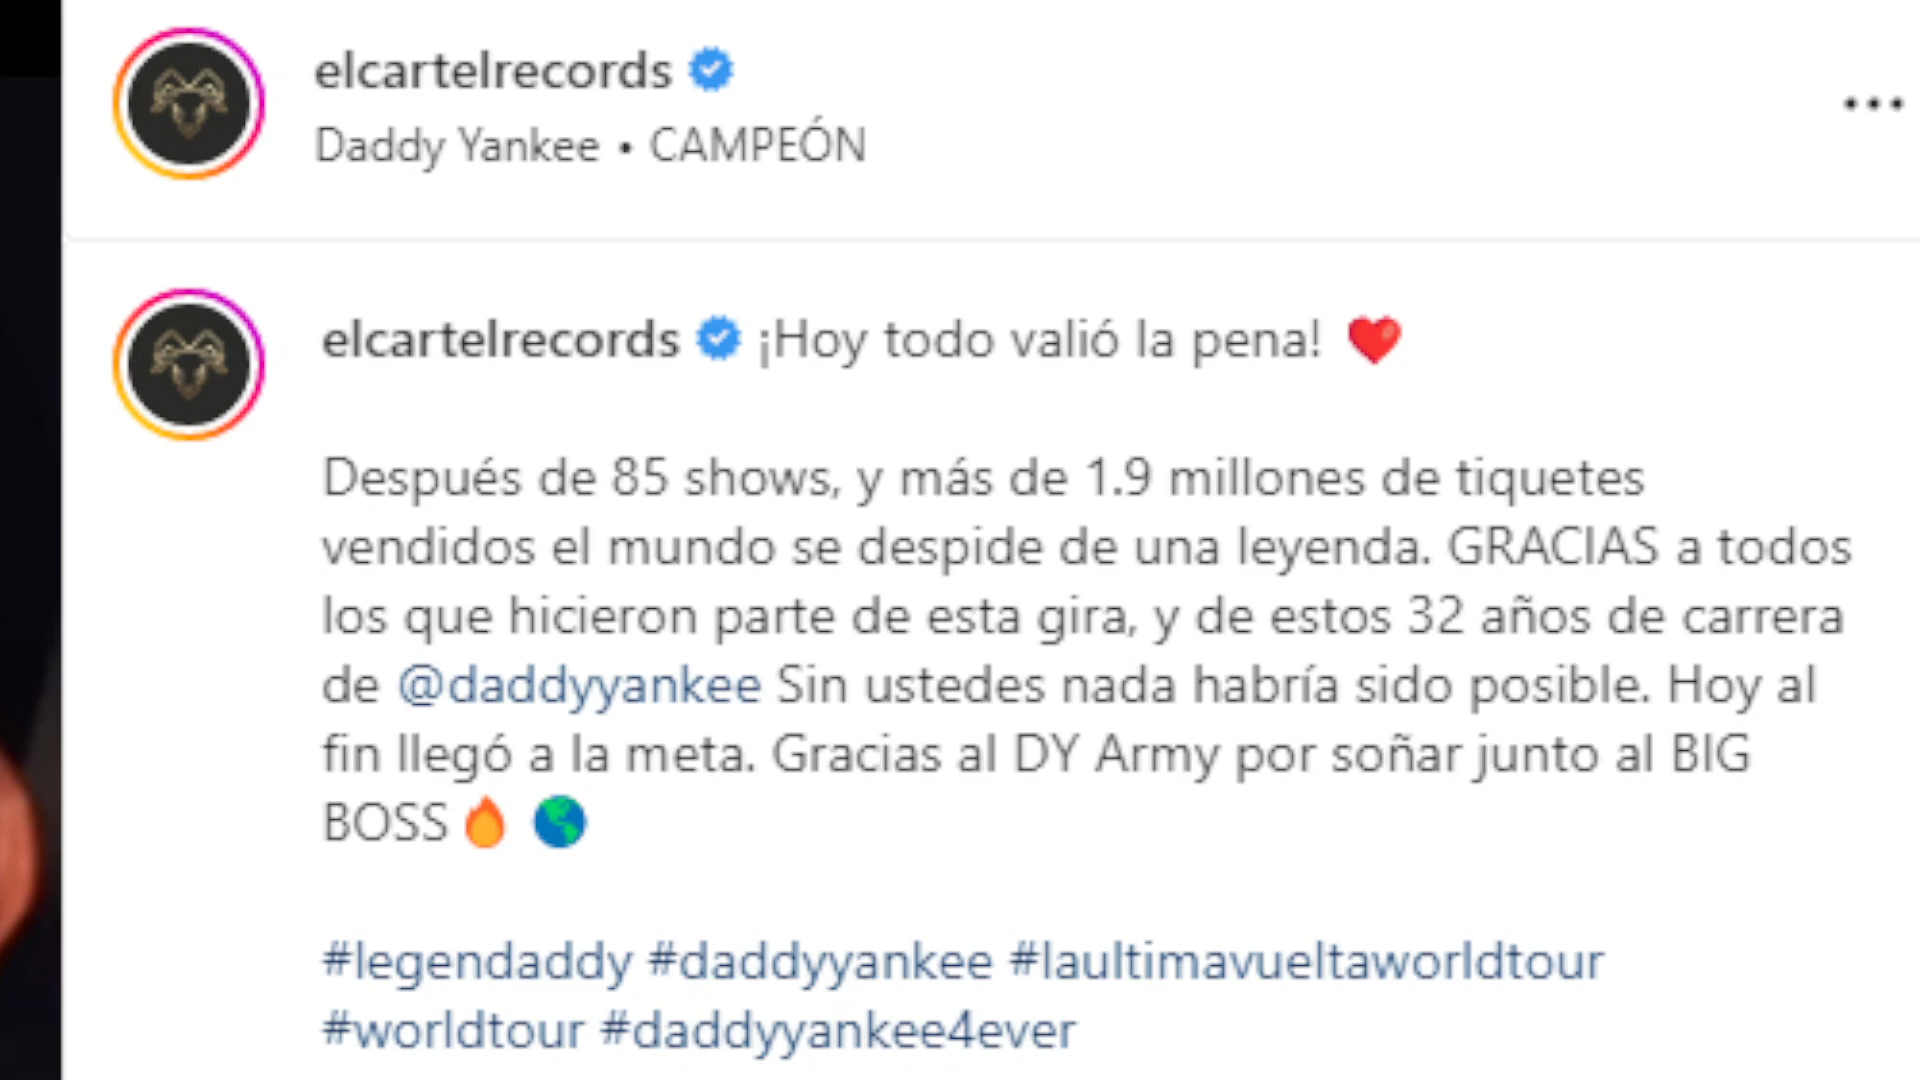 elcartelrecords
Daddy Yankee • CAMPEÓN
elcartelrecords ¡Hoy todo valió la pena! ❤️
Después de 85 shows, y más de 1.9 millones de tiquetes
vendidos el mundo se despide de una leyenda. GRACIAS a todos
los que hicieron parte de esta gira, y de estos 32 años de carrera
de @daddyyankee Sin ustedes nada habría sido posible. Hoy al
fin llegó a la meta. Gracias al DY Army por soñar junto al BIG
BOSS🔥 🌎
#legendaddy #daddyyankee #laultimavueltaworldtour
#worldtour #daddyyankee4ever